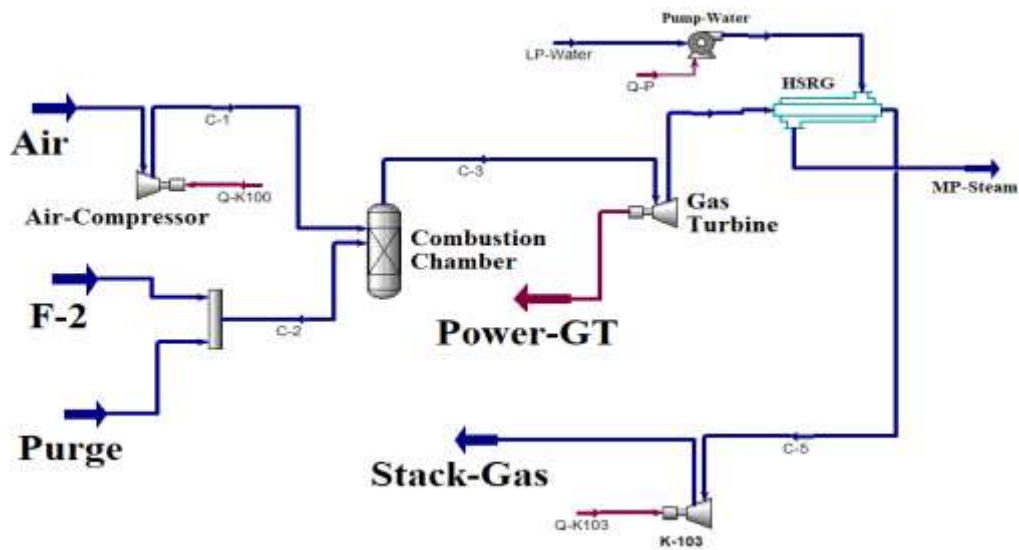 Pump-Water
LP-Water
Q-P
HSRG
C-1
Air
C-3
MP-Steam
Q-K100
Air-Compressor
Gas
Turbine
Combustion
Chamber
F-2
C-2
Power-GT
Purge
C-5
Stack-Gas
Q-K103
K-103